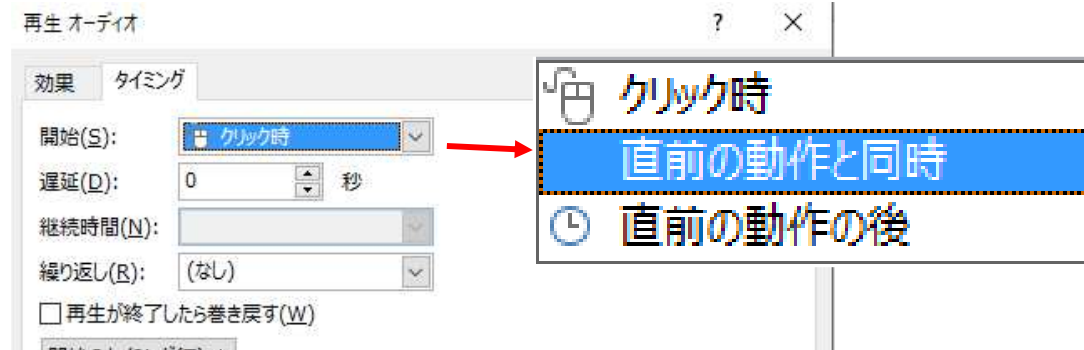 再生 オーディオ ? ×
効果 タイミング
開始(S): クリック時
遅延(D): 0 秒
継続時間(N):
繰り返し(R): (なし)
再生が終了したら巻き戻す(W)
クリック時
直前の動作と同時
直前の動作の後